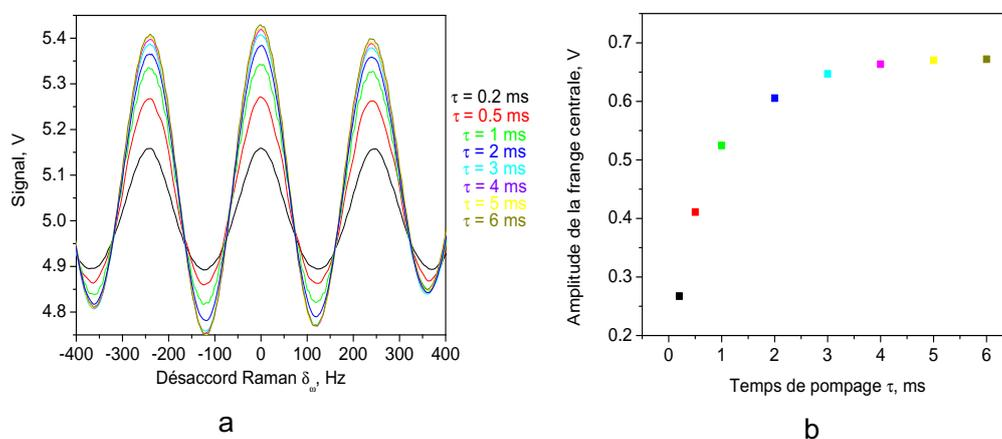 5.4
5.3
5.2
5.1
5.0
4.9
4.8
Signal, V
-400 -300 -200 -100 0 100 200 300 400
Désaccord Raman δω, Hz
a
τ = 0.2 ms
τ = 0.5 ms
τ = 1 ms
τ = 2 ms
τ = 3 ms
τ = 4 ms
τ = 5 ms
τ = 6 ms
0.7
0.6
0.5
0.4
0.3
0.2
Amplitude de la frange centrale, V
0 1 2 3 4 5 6
Temps de pompage τ, ms
b